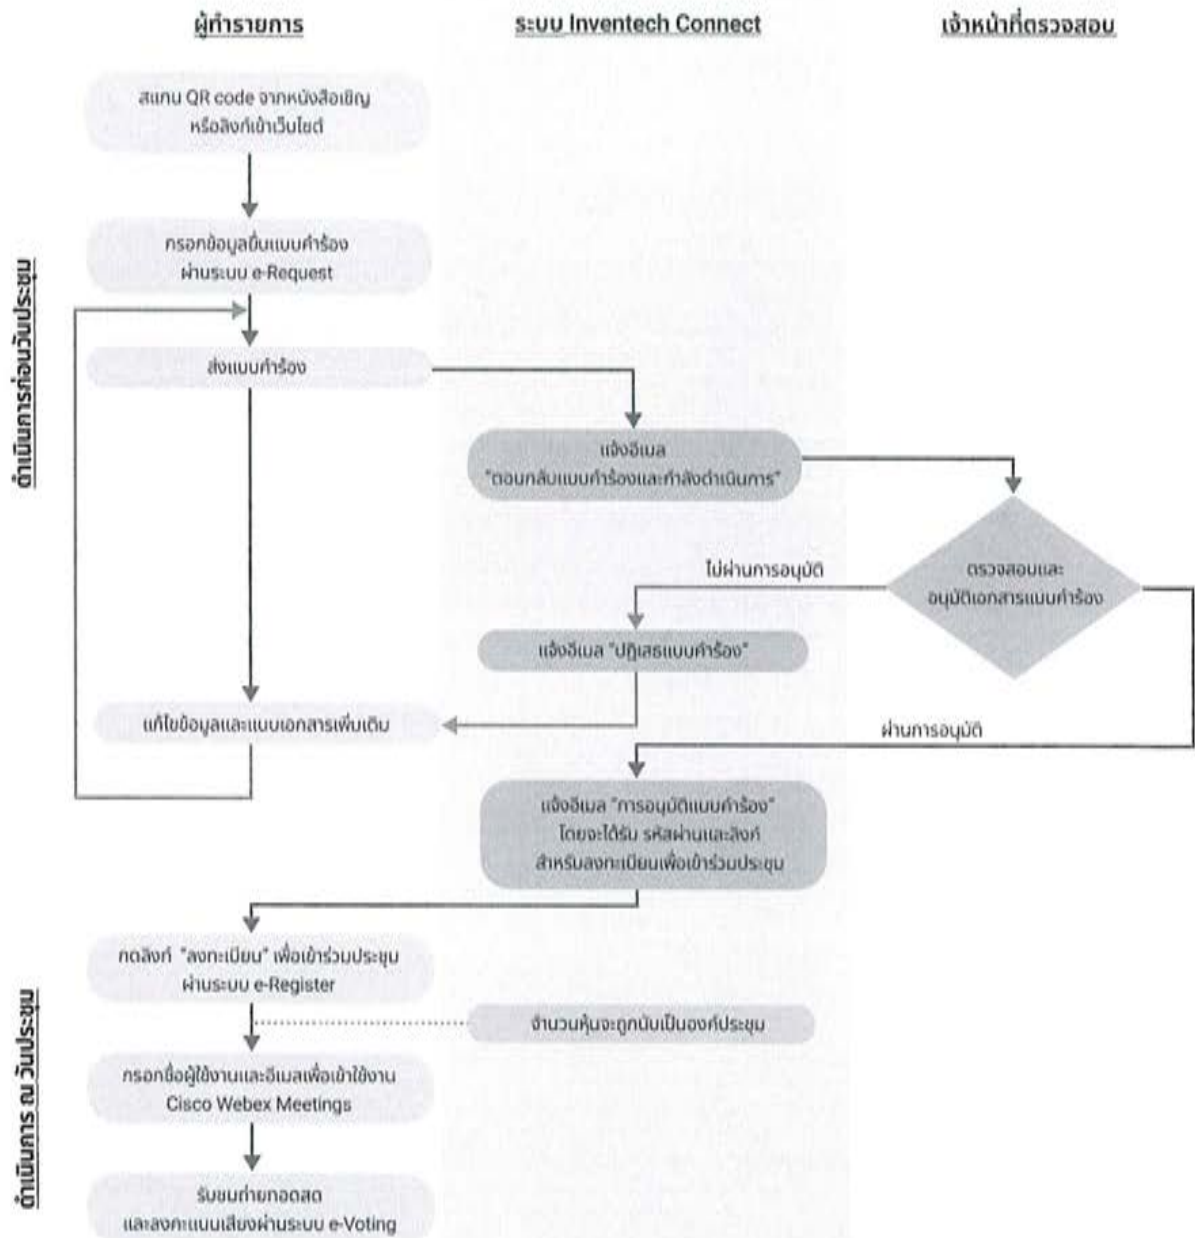 ผู้ทำรายการ
ระบบ Inventech Connect
เจ้าหน้าที่ตรวจสอบ
ดำเนินการก่อนวันประชุม
สแกน QR code จากหนังสือเชิญ
หรือลิงก์เข้าเว็บไซต์
กรอกข้อมูลยื่นแบบคำร้อง
ผ่านระบบ e-Request
ส่งแบบคำร้อง
แจ้งอีเมล
"ตอบกลับแบบคำร้องและกำลังดำเนินการ"
ตรวจสอบและ
อนุมัติเอกสารแบบคำร้อง
ไม่ผ่านการอนุมัติ
แจ้งอีเมล "ปฏิเสธแบบคำร้อง"
แก้ไขข้อมูลและแนบเอกสารเพิ่มเติม
ผ่านการอนุมัติ
แจ้งอีเมล "การอนุมัติแบบคำร้อง"
โดยจะได้รับ รหัสผ่านและลิงก์
สำหรับลงทะเบียนเพื่อเข้าร่วมประชุม
ดำเนินการ ณ วันประชุม
กดลิงก์ "ลงทะเบียน" เพื่อเข้าร่วมประชุม
ผ่านระบบ e-Register
จำนวนหุ้นจะถูกนับเป็นองค์ประชุม
กรอกชื่อผู้ใช้งานและอีเมลเพื่อเข้าใช้งาน
Cisco Webex Meetings
รับชมถ่ายทอดสด
และลงคะแนนเสียงผ่านระบบ e-Voting